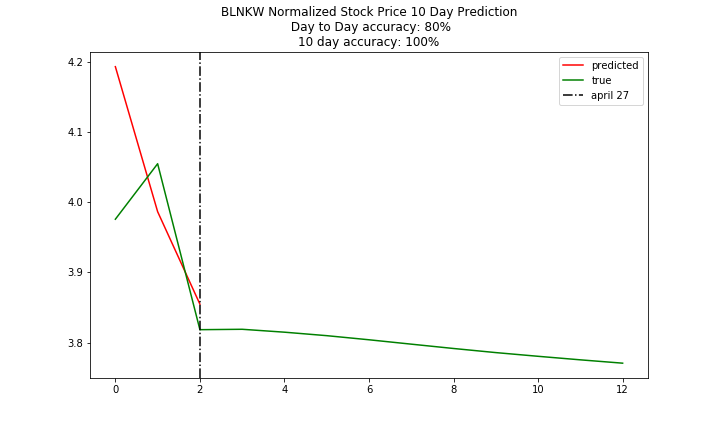 BLNKW Normalized Stock Price 10 Day Prediction
Day to Day accuracy: 80%
10 day accuracy: 100%
predicted
true
april 27
4.2
4.1
4.0
3.9
3.8
0 2 4 6 8 10 12